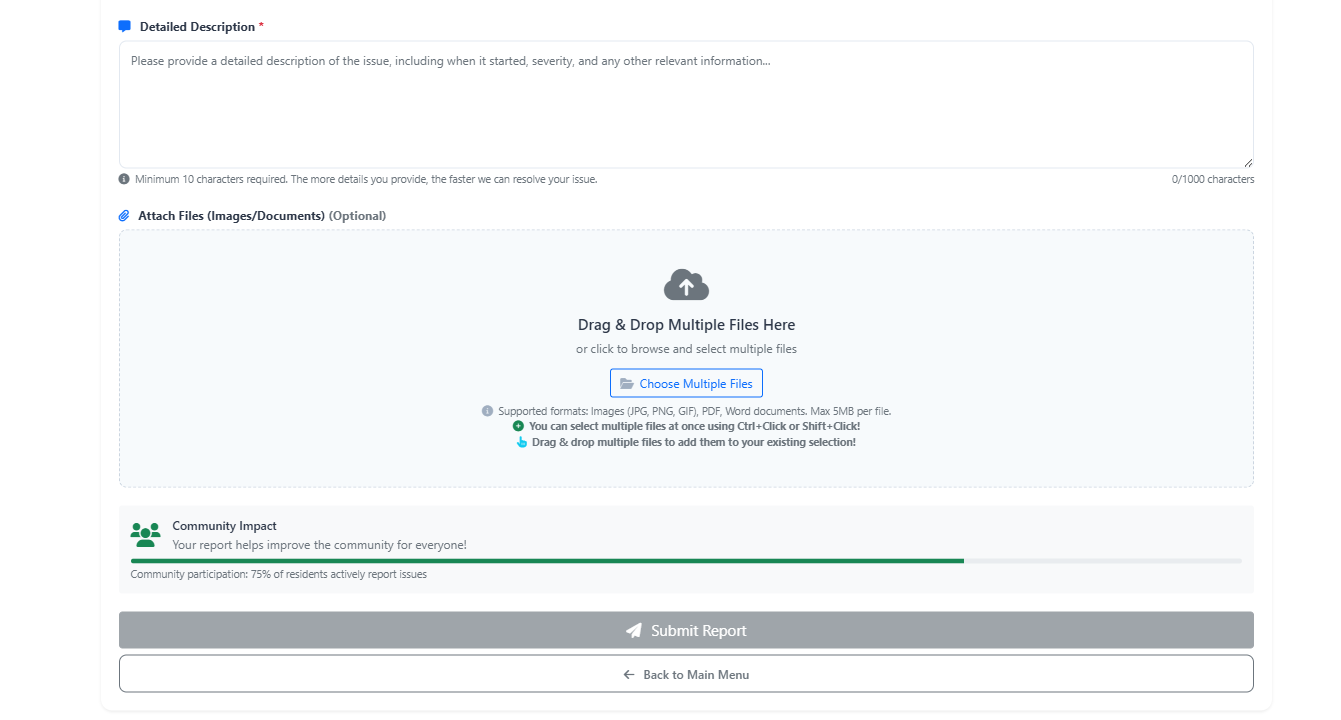 Detailed Description *
Please provide a detailed description of the issue, including when it started, severity, and any other relevant information...
Minimum 10 characters required. The more details you provide, the faster we can resolve your issue.
0/1000 characters
Attach Files (Images/Documents) (Optional)
Drag & Drop Multiple Files Here
or click to browse and select multiple files
Choose Multiple Files
Supported formats: Images (JPG, PNG, GIF), PDF, Word documents. Max 5MB per file.
You can select multiple files at once using Ctrl+Click or Shift+Click!
Drag & drop multiple files to add them to your existing selection!
Community Impact
Your report helps improve the community for everyone!
Community participation: 75% of residents actively report issues
Submit Report
Back to Main Menu